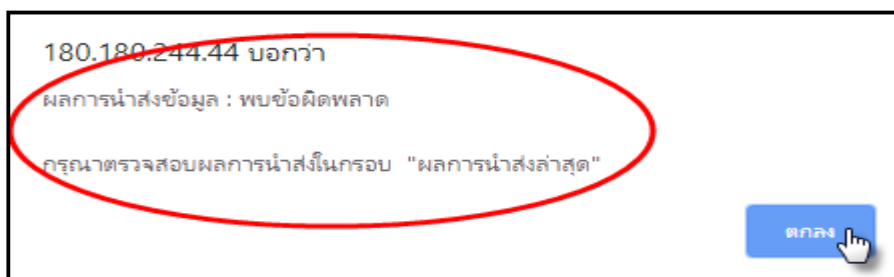 180.180.244.44 บอกว่า
ผลการนำส่งข้อมูล : พบข้อผิดพลาด
กรุณาตรวจสอบผลการนำส่งในกรอบ "ผลการนำส่งล่าสุด"
ตกลง